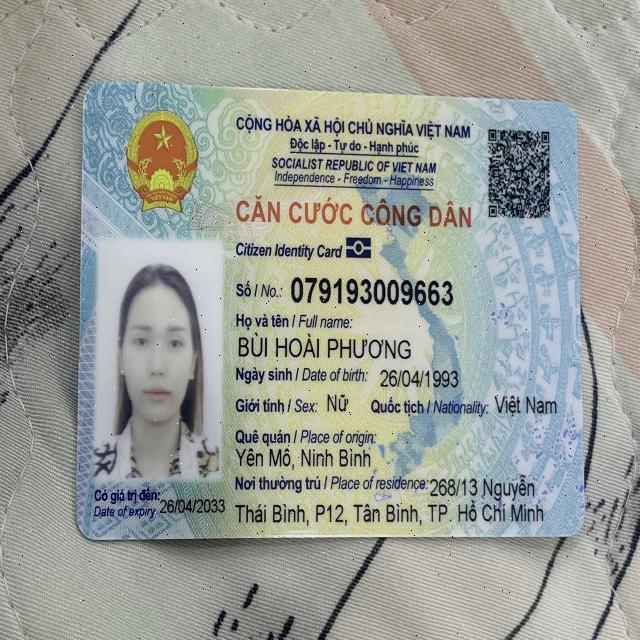 CỘNG HÒA XÃ HỘI CHỦ NGHĨA VIỆT NAM
Độc lập - Tự do - Hạnh phúc
SOCIALIST REPUBLIC OF VIET NAM
Independence - Freedom - Happiness
CĂN CƯỚC CÔNG DÂN
Citizen Identity Card
Số / No.: 079193009663
Họ và tên / Full name:
BÙI HOÀI PHƯƠNG
Ngày sinh / Date of birth: 26/04/1993
Giới tính / Sex: Nữ Quốc tịch / Nationality: Việt Nam
Quê quán / Place of origin:
Yên Mô, Ninh Bình
Nơi thường trú / Place of residence: 268/13 Nguyễn
Thái Bình, P12, Tân Bình, TP. Hồ Chí Minh
Có giá trị đến:
Date of expiry 26/04/2033
VIỆT NAM